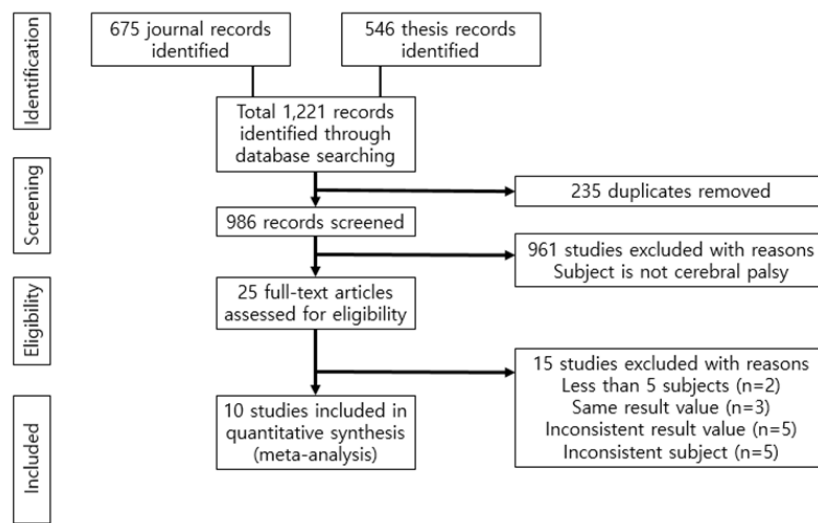 Identification
675 journal records
identified
546 thesis records
identified
Total 1,221 records
identified through
database searching
Screening
235 duplicates removed
986 records screened
961 studies excluded with reasons
Subject is not cerebral palsy
Eligibility
25 full-text articles
assessed for eligibility
15 studies excluded with reasons
Less than 5 subjects (n=2)
Same result value (n=3)
Inconsistent result value (n=5)
Inconsistent subject (n=5)
Included
10 studies included in
quantitative synthesis
(meta-analysis)